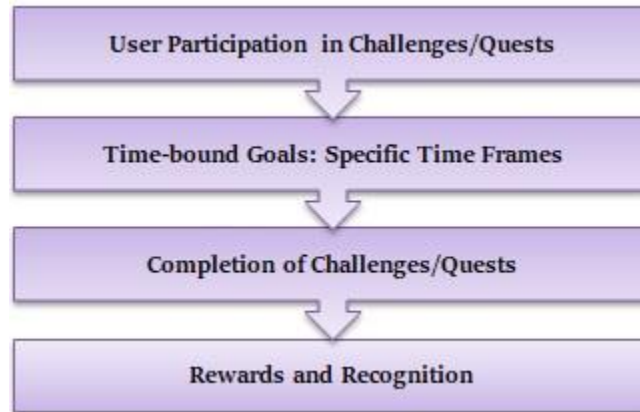 User Participation in Challenges/Quests
Time-bound Goals: Specific Time Frames
Completion of Challenges/Quests
Rewards and Recognition